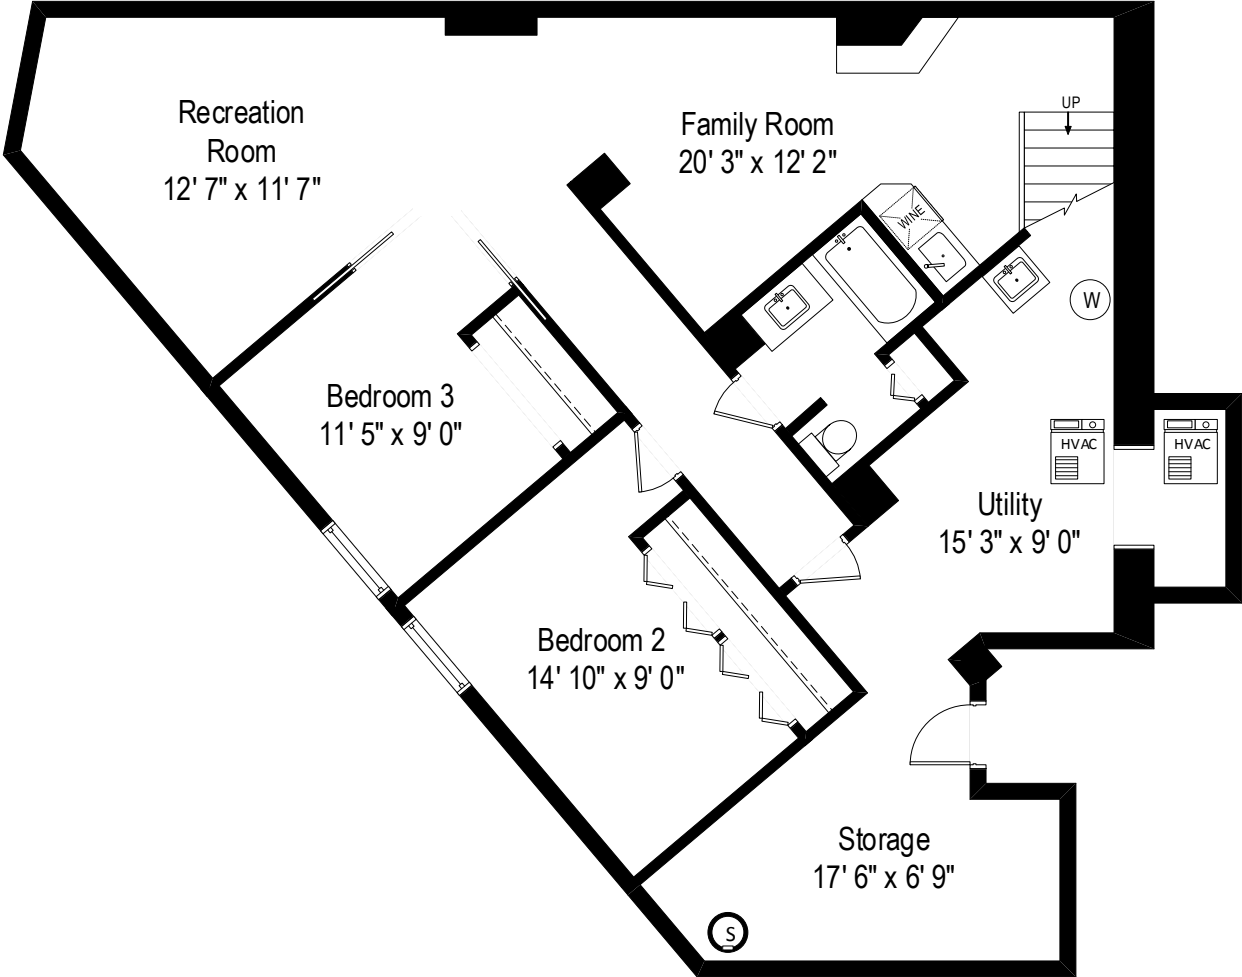 Recreation
Room
12' 7" x 11' 7"
Family Room
20' 3" x 12' 2"
UP
WINE
W
Bedroom 3
11' 5" x 9' 0"
HVAC
HVAC
Utility
15' 3" x 9' 0"
Bedroom 2
14' 10" x 9' 0"
Storage
17' 6" x 6' 9"
S